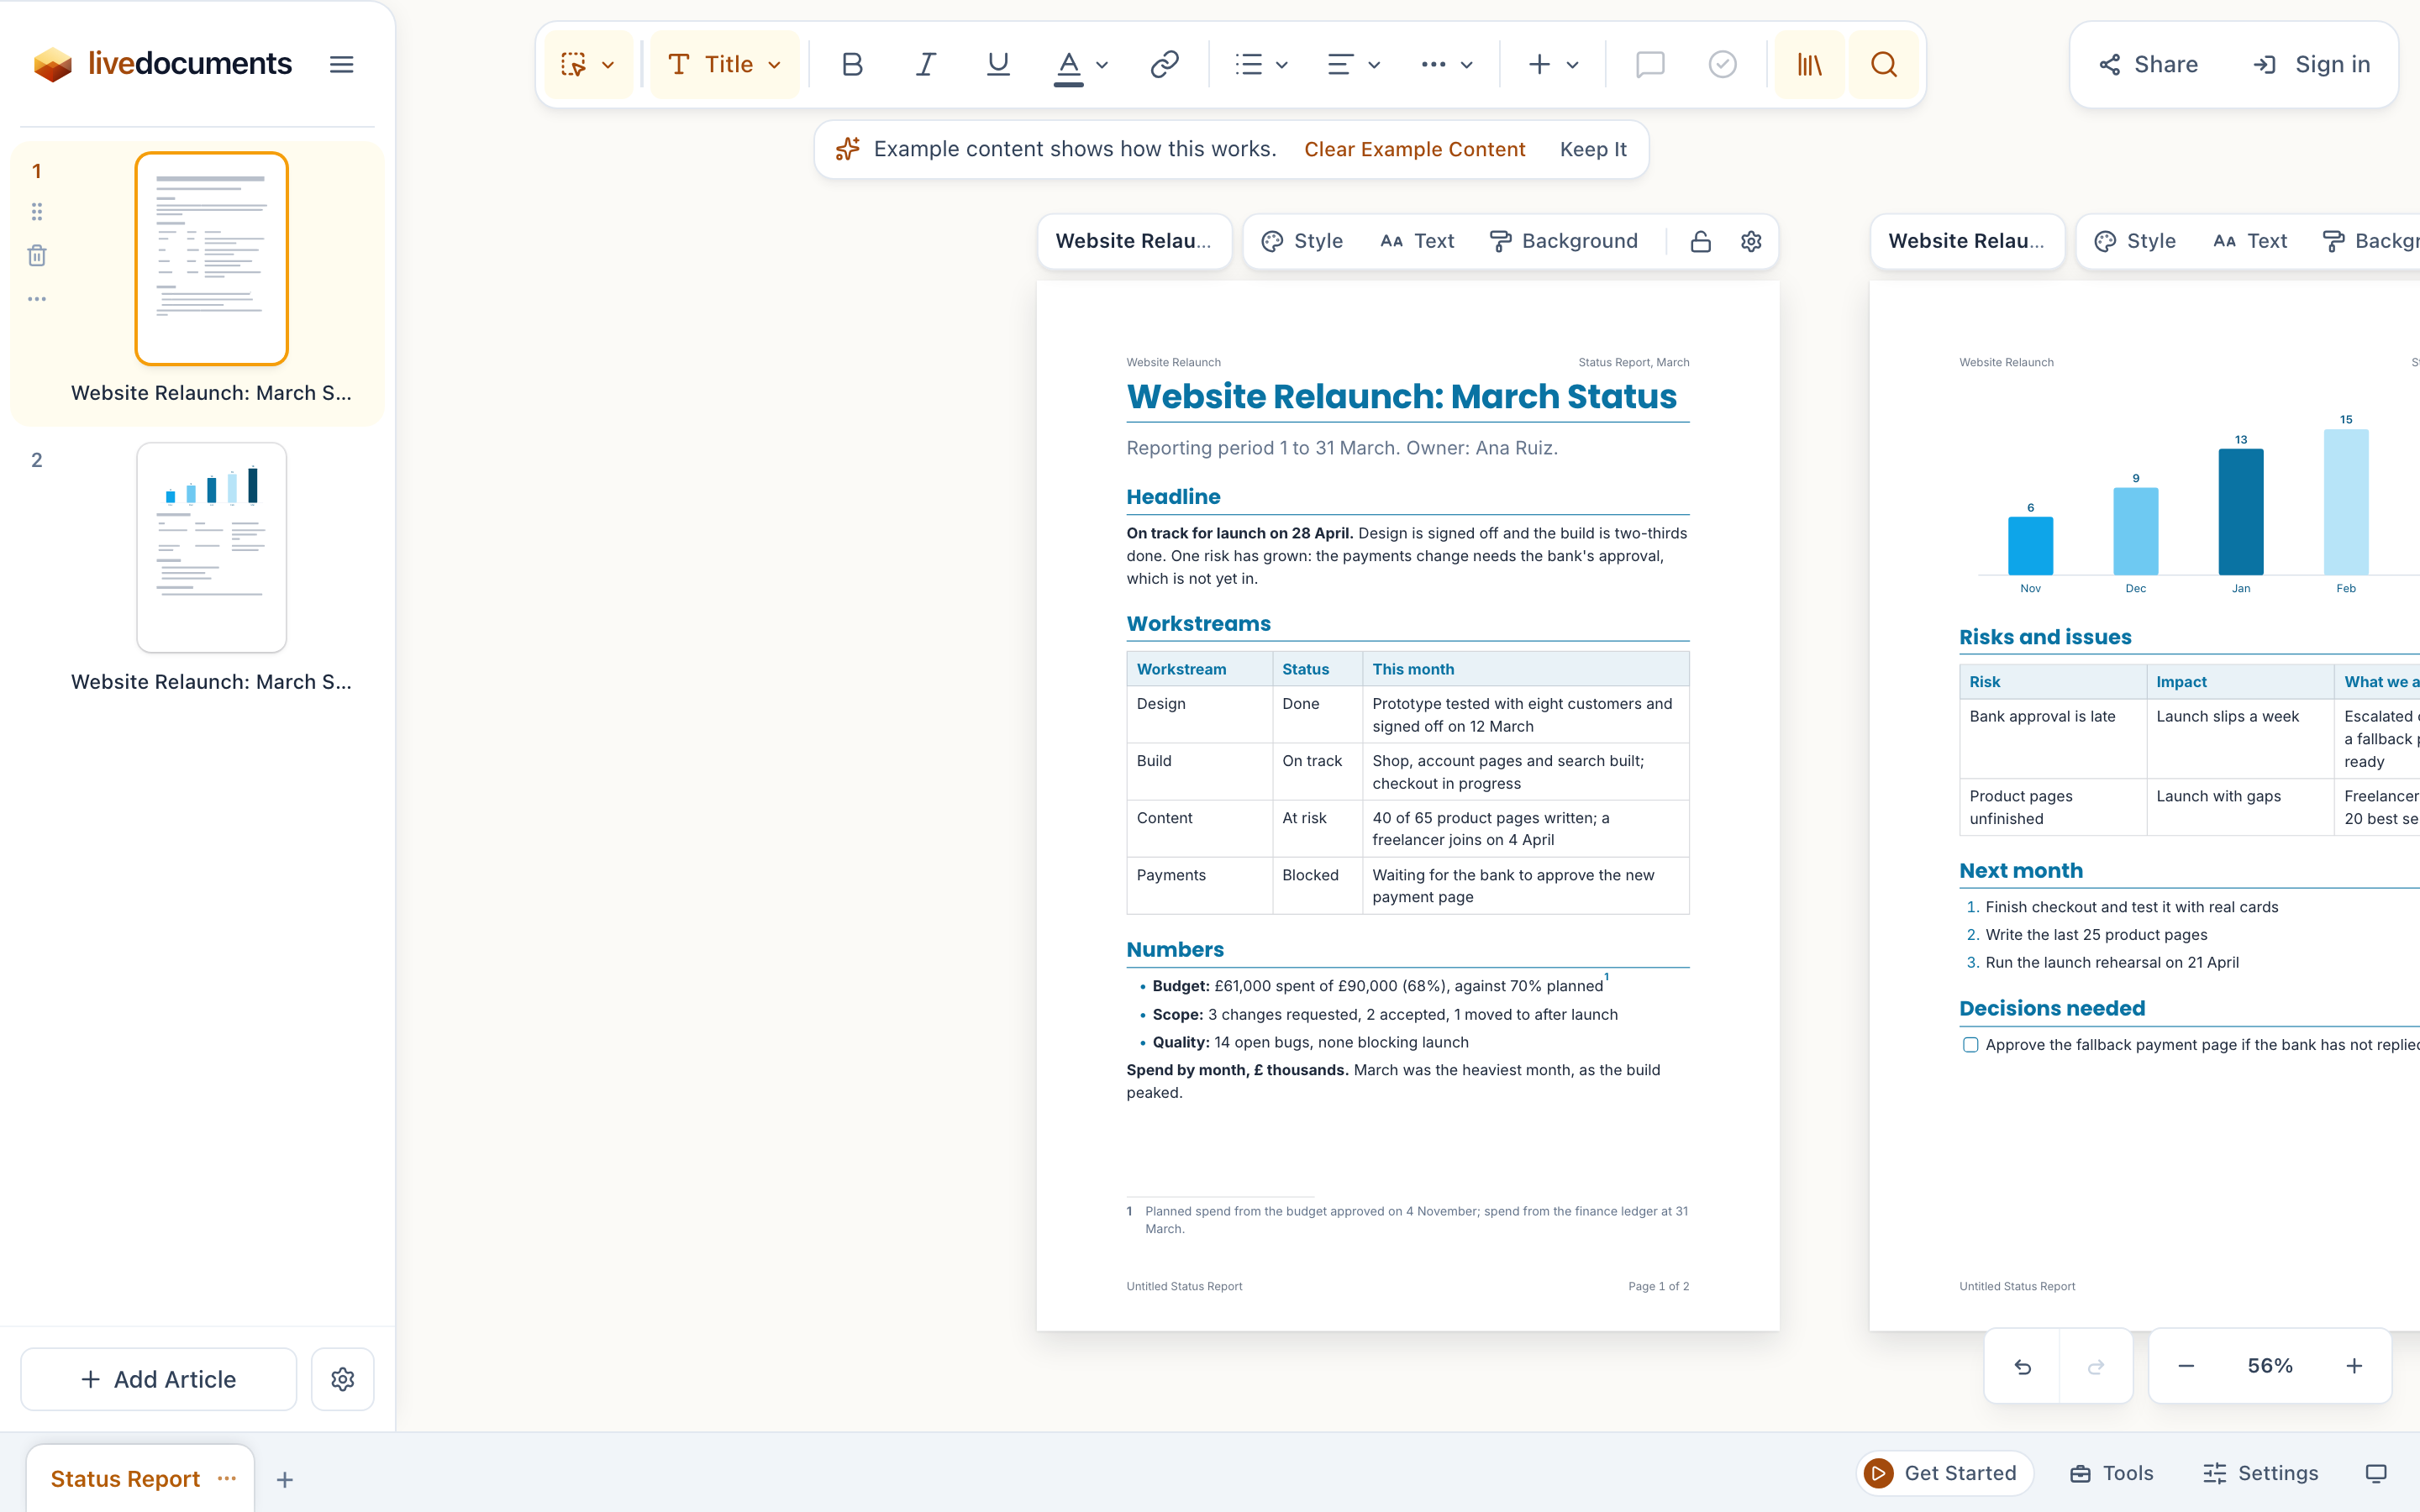 livedocuments
Title
Share
Sign in
Example content shows how this works. Clear Example Content Keep It
1
Website Relaunch: March S...
2
Website Relaunch: March S...
Add Article
Website Relau...
Style
Text
Background
Website Relaunch
Status Report, March
Website Relaunch: March Status
Reporting period 1 to 31 March. Owner: Ana Ruiz.
Headline
On track for launch on 28 April. Design is signed off and the build is two-thirds
done. One risk has grown: the payments change needs the bank's approval,
which is not yet in.
Workstreams
Workstream Status This month
Design Done Prototype tested with eight customers and
signed off on 12 March
Build On track Shop, account pages and search built;
checkout in progress
Content At risk 40 of 65 product pages written; a
freelancer joins on 4 April
Payments Blocked Waiting for the bank to approve the new
payment page
Numbers
• Budget: £61,000 spent of £90,000 (68%), against 70% planned1
• Scope: 3 changes requested, 2 accepted, 1 moved to after launch
• Quality: 14 open bugs, none blocking launch
Spend by month, £ thousands. March was the heaviest month, as the build
peaked.
1 Planned spend from the budget approved on 4 November; spend from the finance ledger at 31
March.
Untitled Status Report
Page 1 of 2
Website Relau...
Style
Text
Backgr
Website Relaunch
6
9
13
15
Nov
Dec
Jan
Feb
Risks and issues
Risk Impact What we a
Bank approval is late Launch slips a week Escalated
a fallback
ready
Product pages Launch with gaps Freelancer
unfinished 20 best se
Next month
1. Finish checkout and test it with real cards
2. Write the last 25 product pages
3. Run the launch rehearsal on 21 April
Decisions needed
Approve the fallback payment page if the bank has not replied
Untitled Status Report
56%
Status Report
Get Started
Tools
Settings